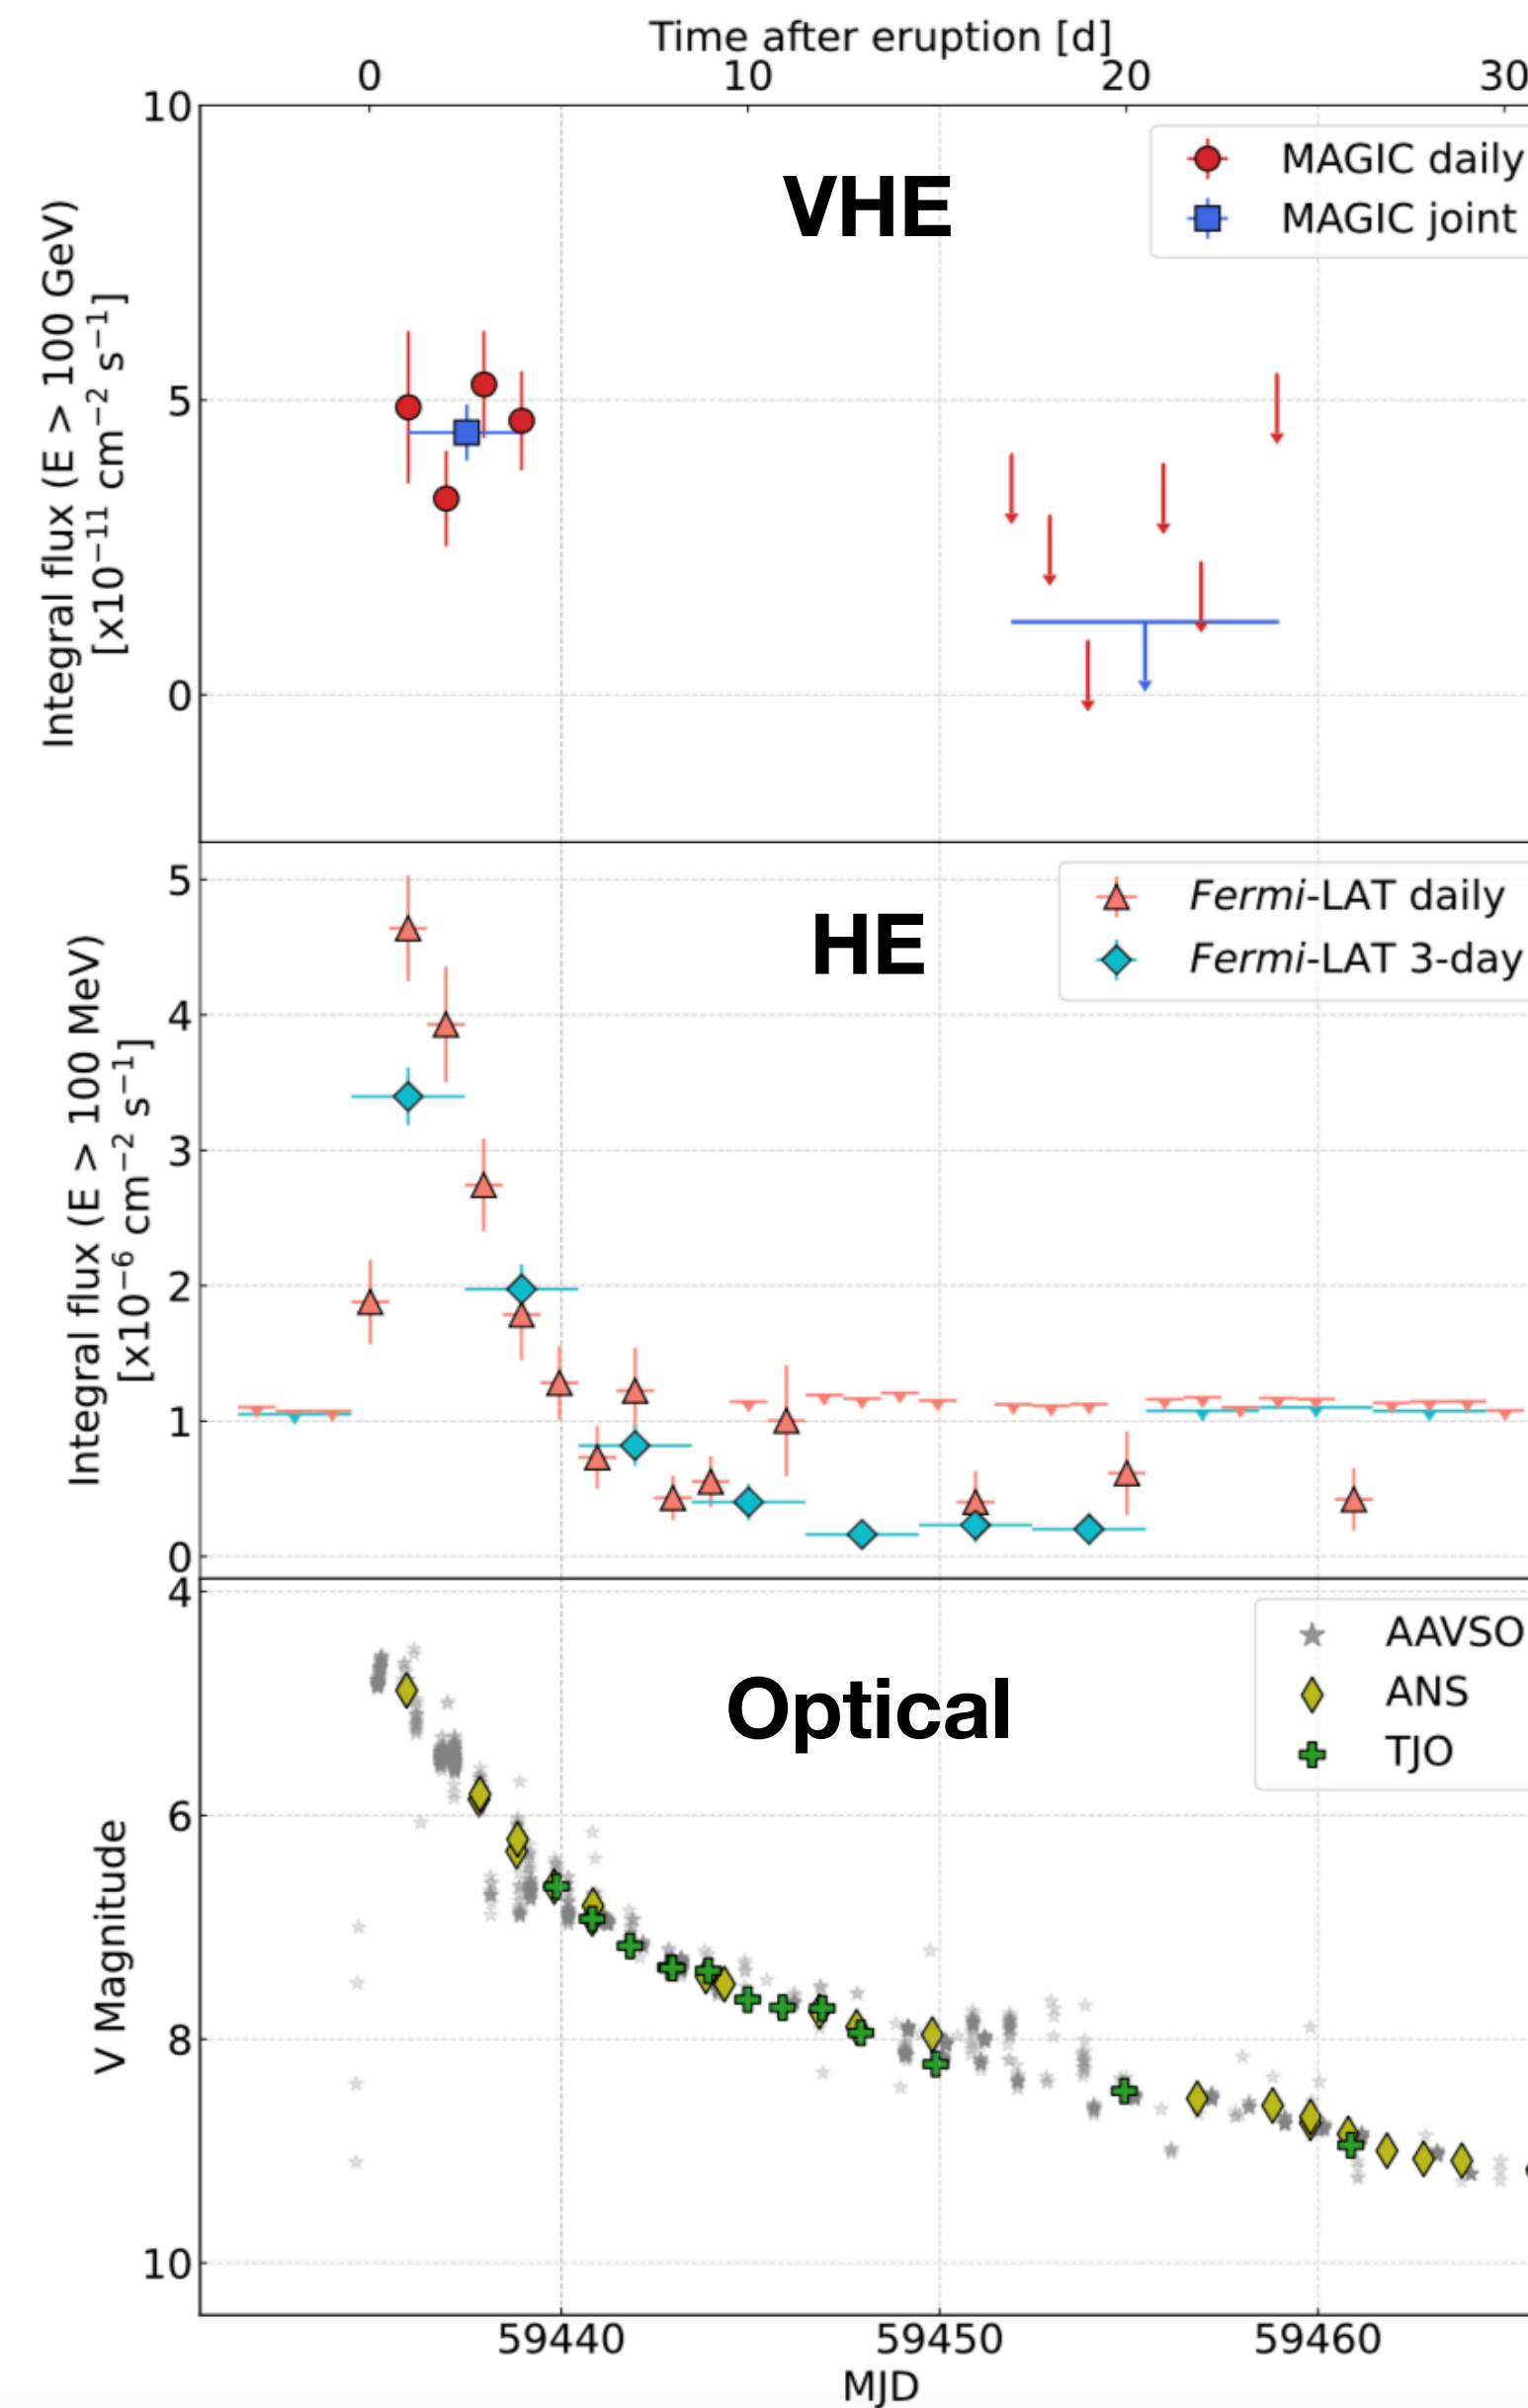 Time after eruption [d]
0 10 20 30
10
5
0
Integral flux (E > 100 GeV)
[x10⁻¹¹ cm⁻² s⁻¹]
VHE
MAGIC daily
MAGIC joint
5
4
3
2
1
0
Integral flux (E > 100 MeV)
[x10⁻⁶ cm⁻² s⁻¹]
HE
Fermi-LAT daily
Fermi-LAT 3-day
4
6
8
10
V Magnitude
Optical
AAVSO
ANS
TJO
59440 59450 59460
MJD